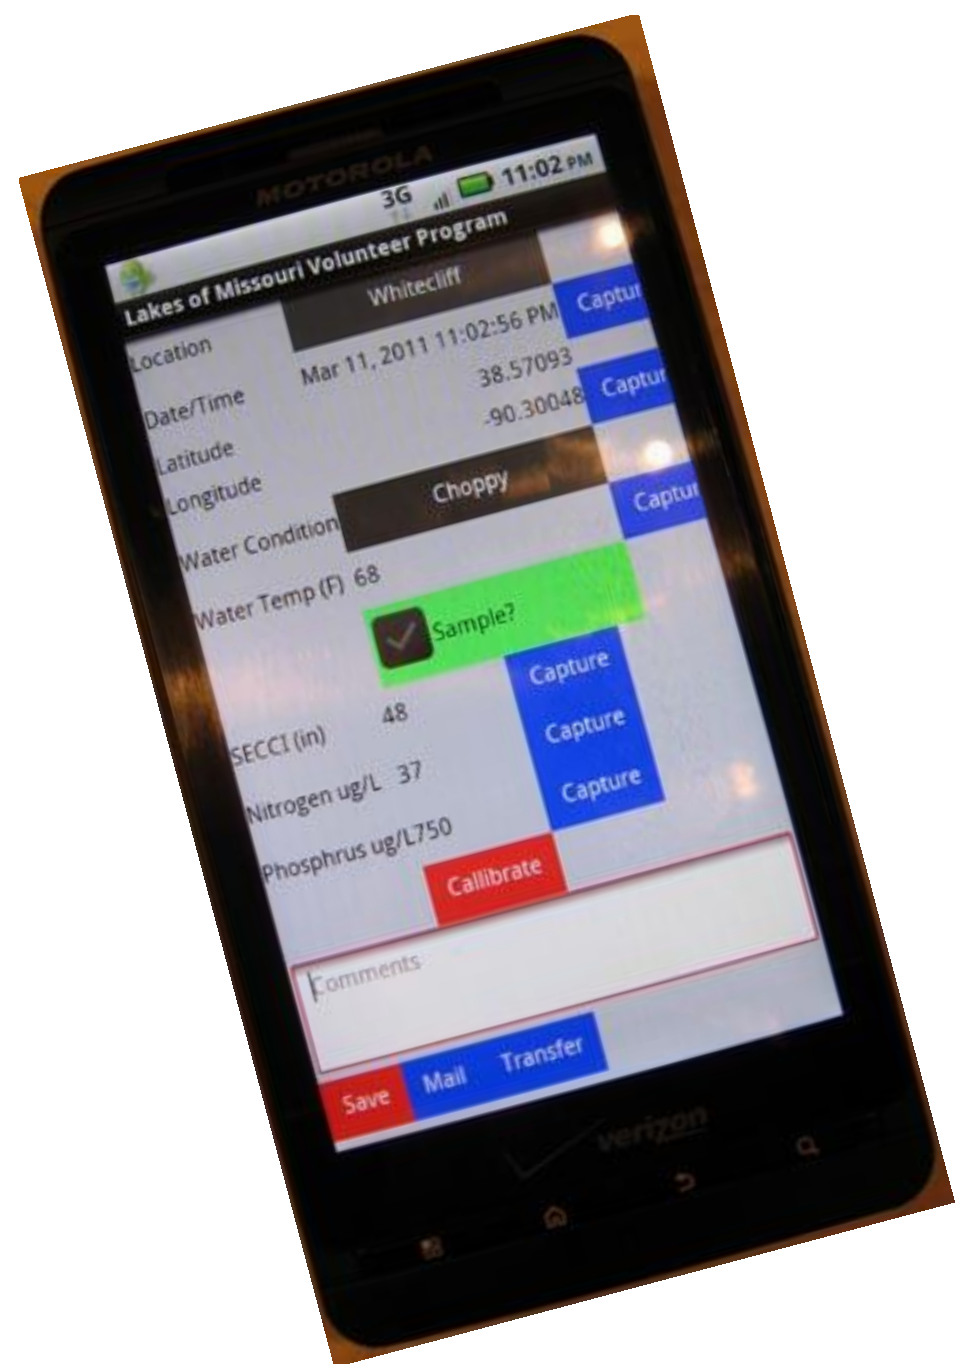 MOTOROLA
3G 11:02 PM
Lakes of Missouri Volunteer Program
Location Whitecliff
Date/Time Mar 11, 2011 11:02:56 PM Captur
Latitude 38.57093
Longitude -90.30048 Captur
Water Condition Choppy
Water Temp (F) 68 Captur
Sample?
SECCI (in) 48 Capture
Nitrogen ug/L 37 Capture
Phosphrus ug/L 750 Capture
Callibrate
Comments
Save Mail Transfer
verizon